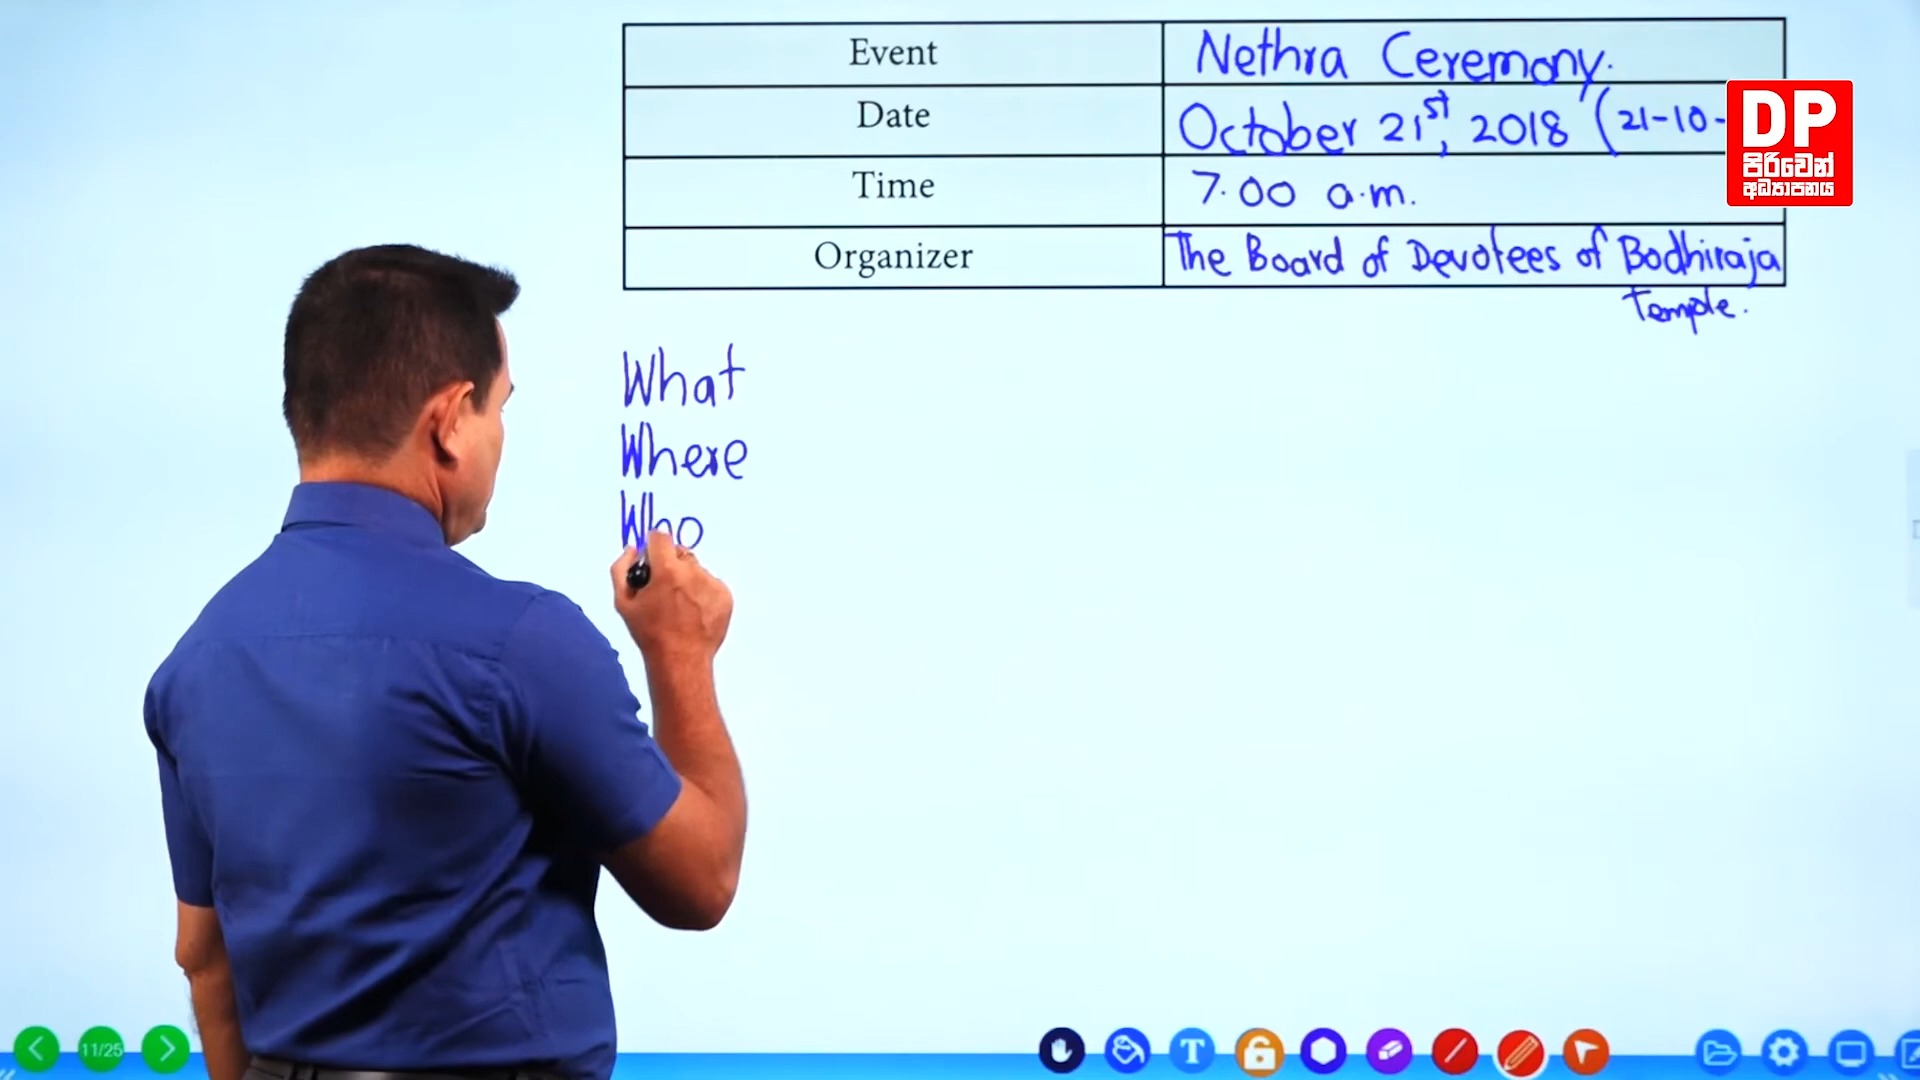 Event Nethra Ceremony.
Date October 21st, 2018 (21-10-
Time 7.00 a.m.
Organizer The Board of Devotees of Bodhiraja
Temple.
DP
පිරිවෙන්
අධ්‍යාපනය
What
Where
Who
11/25
T